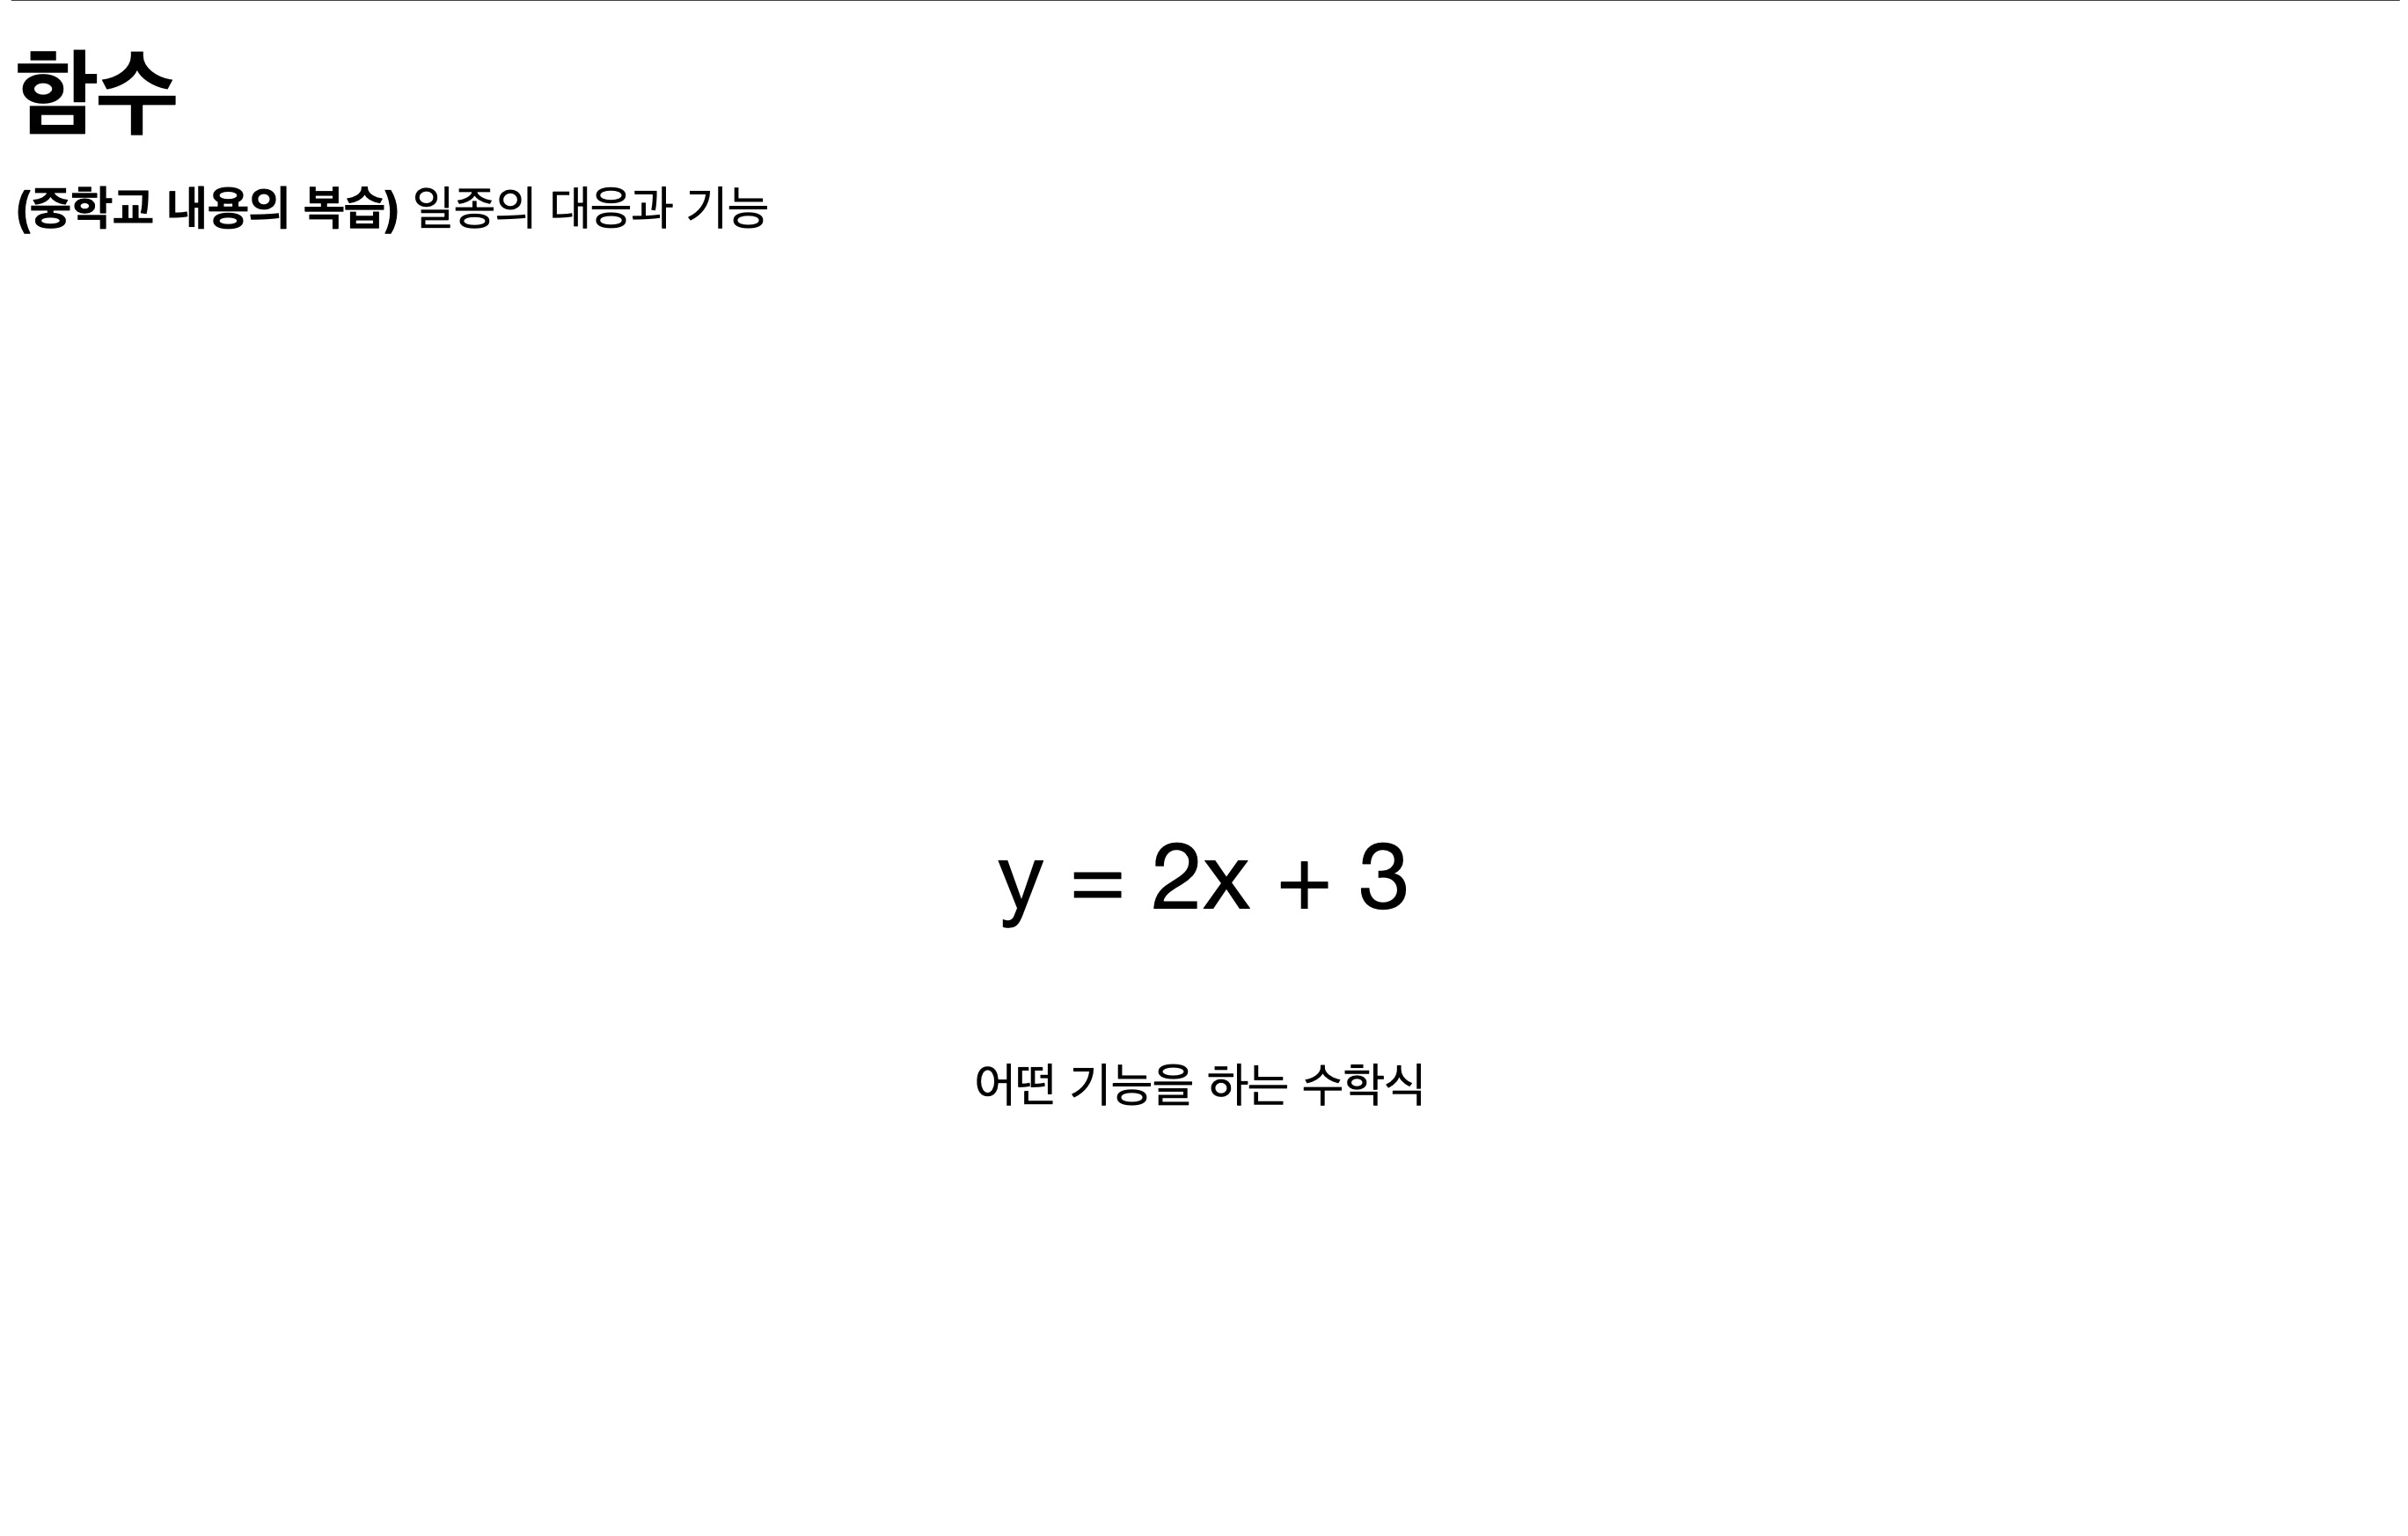 함수
(중학교 내용의 복습) 일종의 대응과 기능
y = 2x + 3
어떤 기능을 하는 수학식